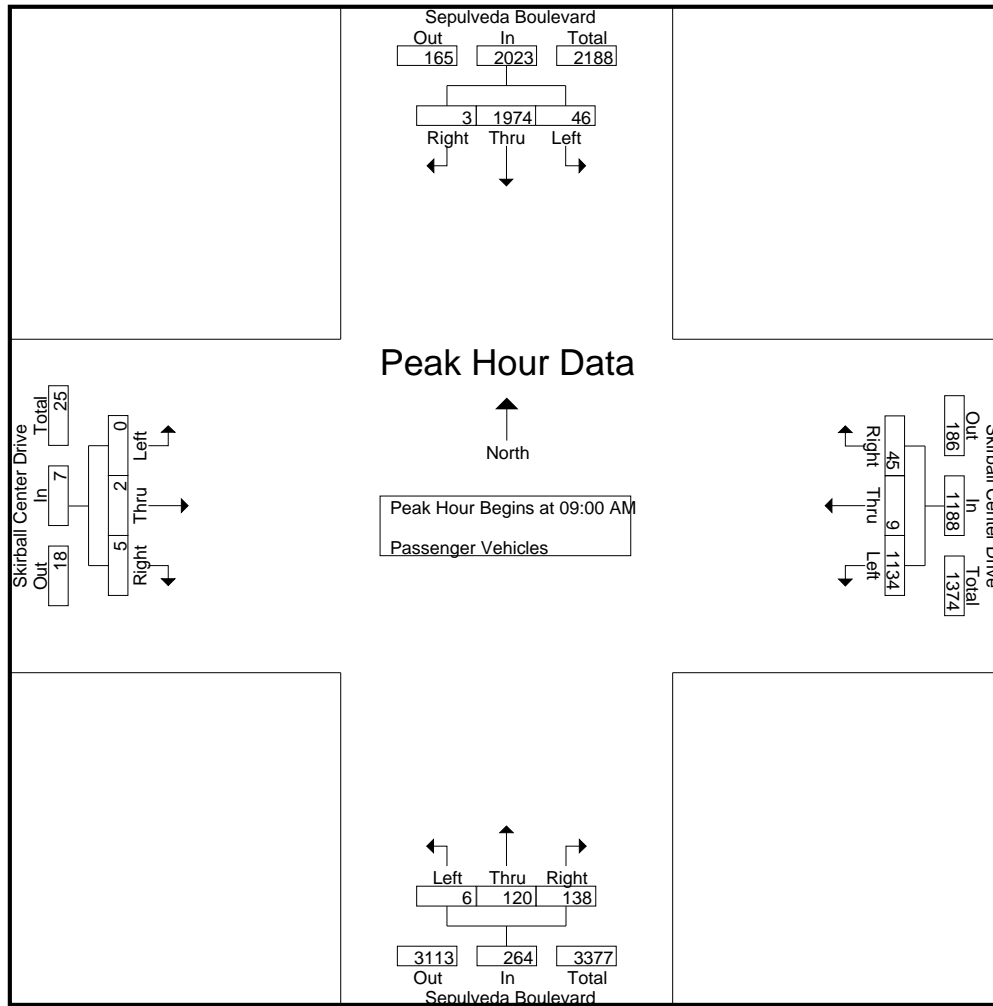 Sepulveda Boulevard
Out In Total
165 2023 2188
3 1974 46
Right Thru Left
Peak Hour Data
North
Peak Hour Begins at 09:00 AM
Passenger Vehicles
Skirball Center Drive
Total In Out
25 7 18
0 2 5
Left Thru Right
Skirball Center Drive
Out In Total
186 1188 1374
45 9 1134
Right Thru Left
Left Thru Right
6 120 138
3113 264 3377
Out In Total
Sepulveda Boulevard